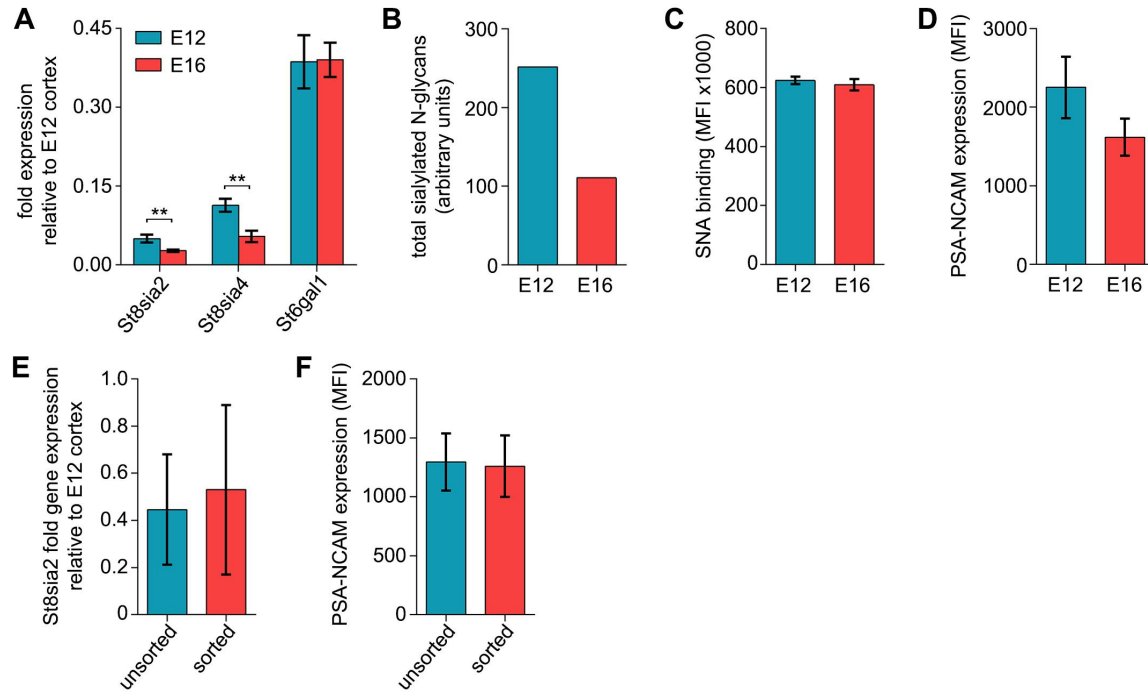 A
fold expression
relative to E12 cortex
0.45
0.30
0.15
0.00
E12
E16
**
**
St8sia2
St8sia4
St6gal1
B
total sialylated N-glycans
(arbitrary units)
300
200
100
0
E12
E16
C
SNA binding (MFI x1000)
800
600
400
200
0
E12
E16
D
PSA-NCAM expression (MFI)
3000
2000
1000
0
E12
E16
E
St8sia2 fold gene expression
relative to E12 cortex
1.0
0.8
0.6
0.4
0.2
0
unsorted
sorted
F
PSA-NCAM expression (MFI)
2000
1500
1000
500
0
unsorted
sorted